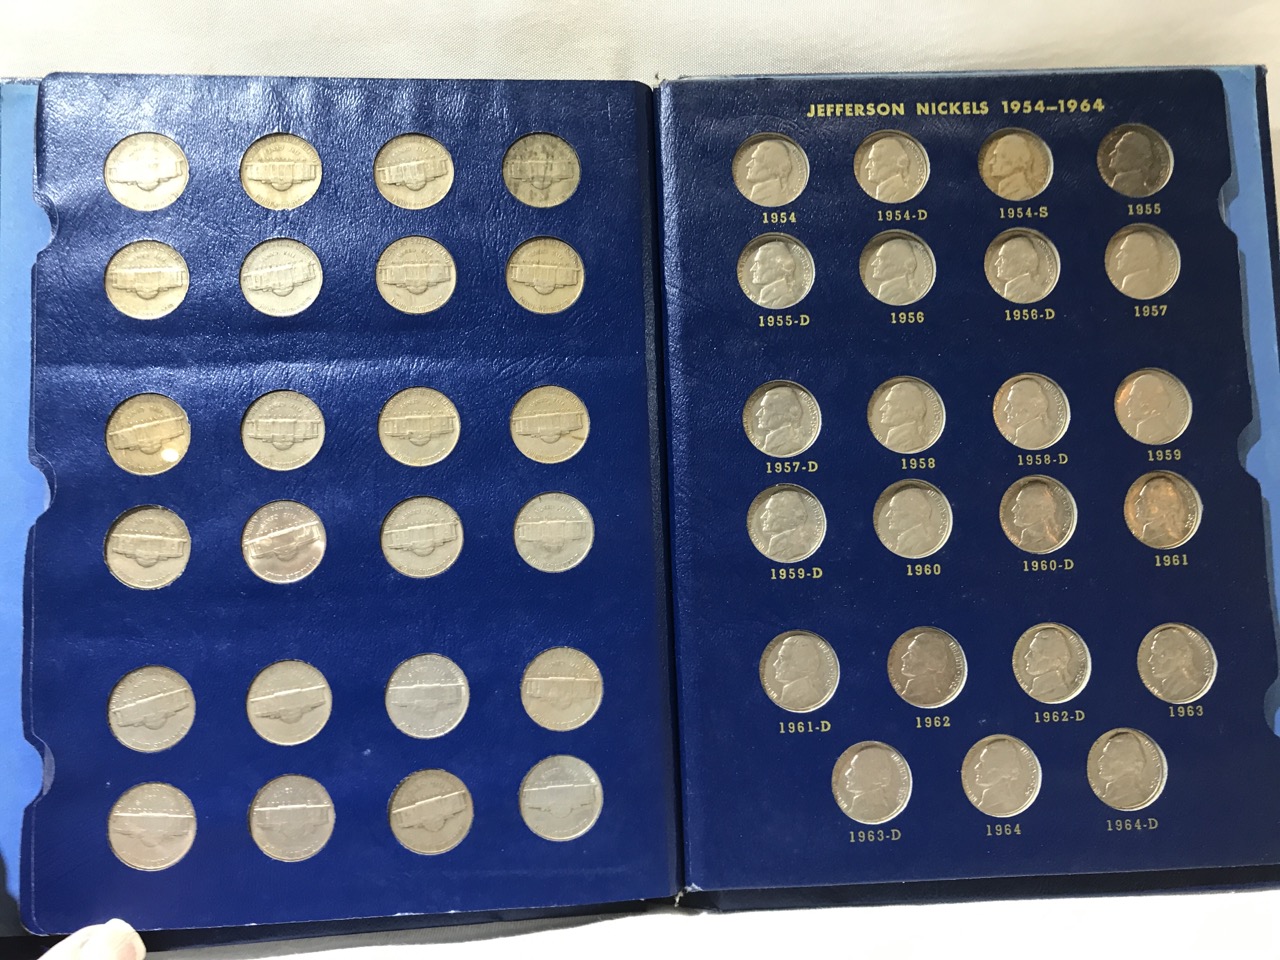 JEFFERSON NICKELS 1954–1964
1954 1954-D 1954-S 1955
1955-D 1956 1956-D 1957
1957-D 1958 1958-D 1959
1959-D 1960 1960-D 1961
1961-D 1962 1962-D 1963
1963-D 1964 1964-D